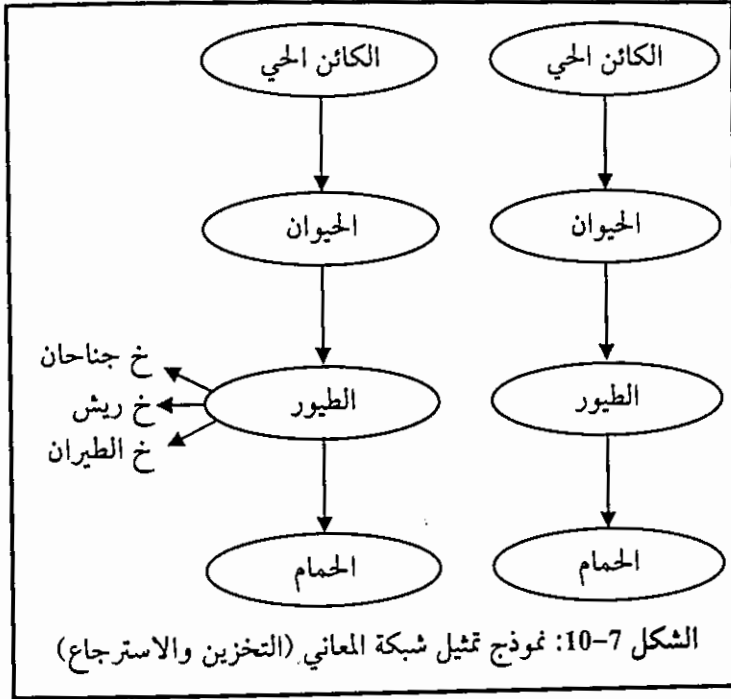 الكائن الحي
الكائن الحي
الحيوان
الحيوان
الطيور
الطيور
خ جناحان
خ ريش
خ الطيران
الحمام
الحمام
الشكل 7-10: نموذج تمثيل شبكة المعاني (التخزين والاسترجاع)